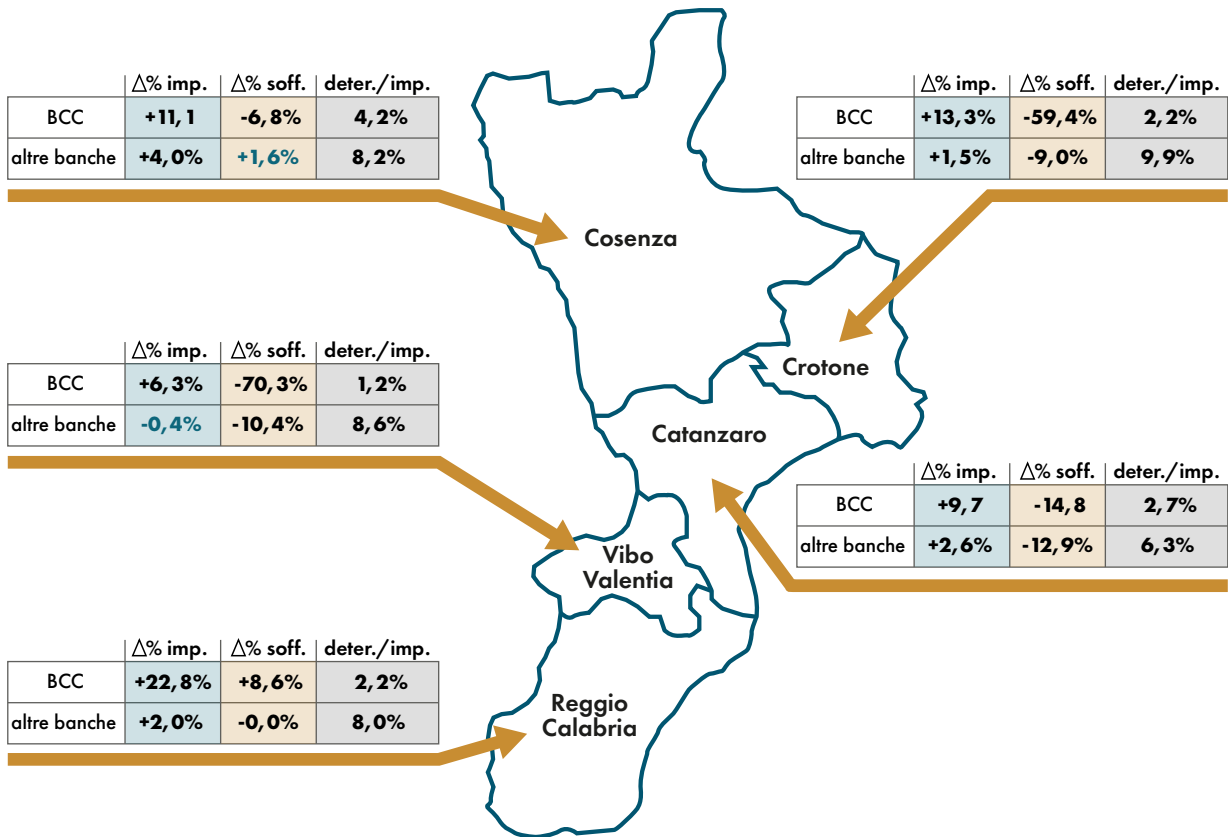 Δ% imp. Δ% soff. deter./imp.
BCC +11,1 -6,8% 4,2%
altre banche +4,0% +1,6% 8,2%
Δ% imp. Δ% soff. deter./imp.
BCC +13,3% -59,4% 2,2%
altre banche +1,5% -9,0% 9,9%
Cosenza
Δ% imp. Δ% soff. deter./imp.
BCC +6,3% -70,3% 1,2%
altre banche -0,4% -10,4% 8,6%
Crotone
Catanzaro
Δ% imp. Δ% soff. deter./imp.
BCC +9,7 -14,8 2,7%
altre banche +2,6% -12,9% 6,3%
Vibo
Valentia
Δ% imp. Δ% soff. deter./imp.
BCC +22,8% +8,6% 2,2%
altre banche +2,0% -0,0% 8,0%
Reggio
Calabria